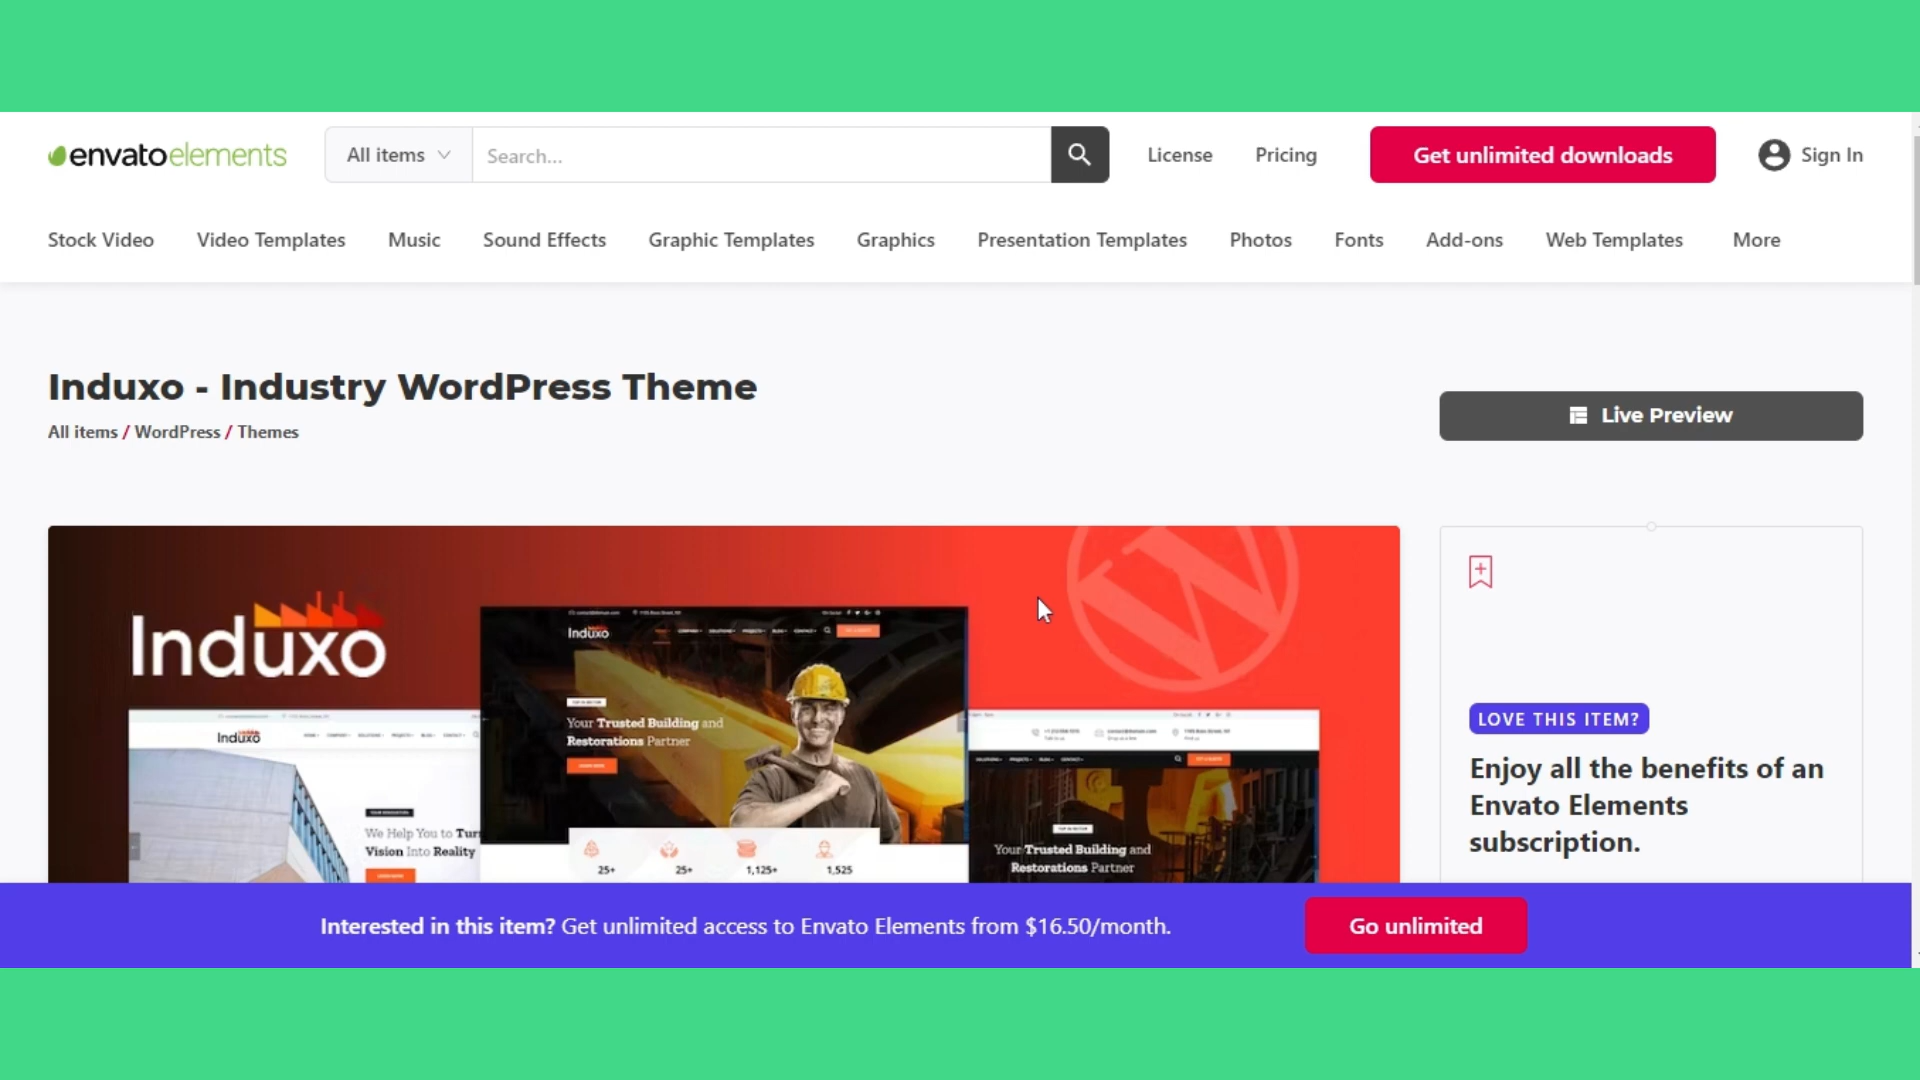 envatoelements
All items
Search...
License
Pricing
Get unlimited downloads
Sign In
Stock Video
Video Templates
Music
Sound Effects
Graphic Templates
Graphics
Presentation Templates
Photos
Fonts
Add-ons
Web Templates
More
Induxo - Industry WordPress Theme
All items / WordPress / Themes
Live Preview
Induxo
Induxo
Your Trusted Building and
Restorations Partner
25+
25+
1,125+
1,525
Induxo
We Help You to Tur
Vision Into Reality
Your Trusted Building and
Restorations Partner
LOVE THIS ITEM?
Enjoy all the benefits of an
Envato Elements
subscription.
Interested in this item? Get unlimited access to Envato Elements from $16.50/month.
Go unlimited